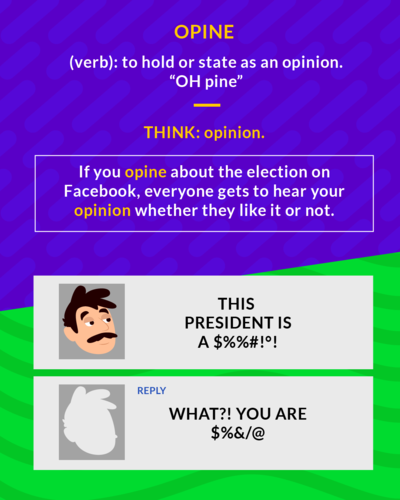 OPINE
(verb): to hold or state as an opinion.
“OH pine”
THINK: opinion.
If you opine about the election on
Facebook, everyone gets to hear your
opinion whether they like it or not.
THIS
PRESIDENT IS
A $%%#!°!
REPLY
WHAT?! YOU ARE
$%&/@